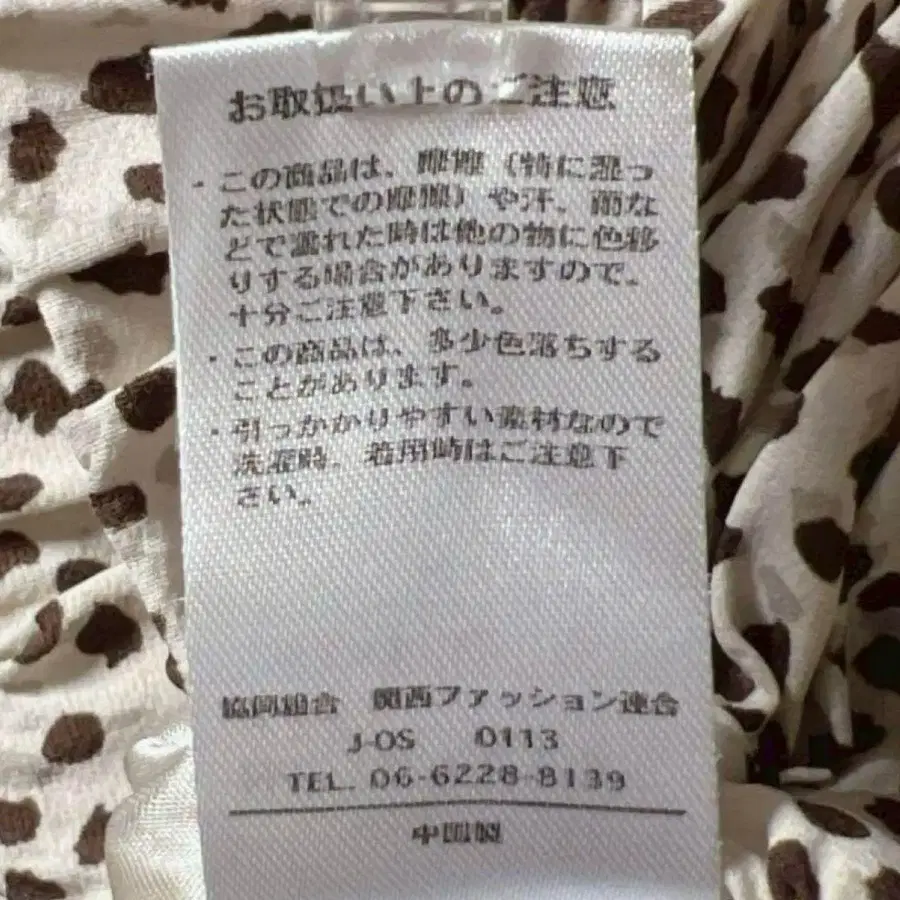 お取扱い上のご注意
・この商品は、摩擦（特に湿っ
た状態での摩擦）や汗、雨な
どで濡れた時は他の物に色移
りする場合がありますので、
十分ご注意下さい。
・この商品は、多少色落ちする
ことがあります。
・引っかかりやすい素材なので
洗濯時、着用時はご注意下
さい。
協同組合 関西ファッション連合
J-OS 0113
TEL. 06-6228-8139
中国製